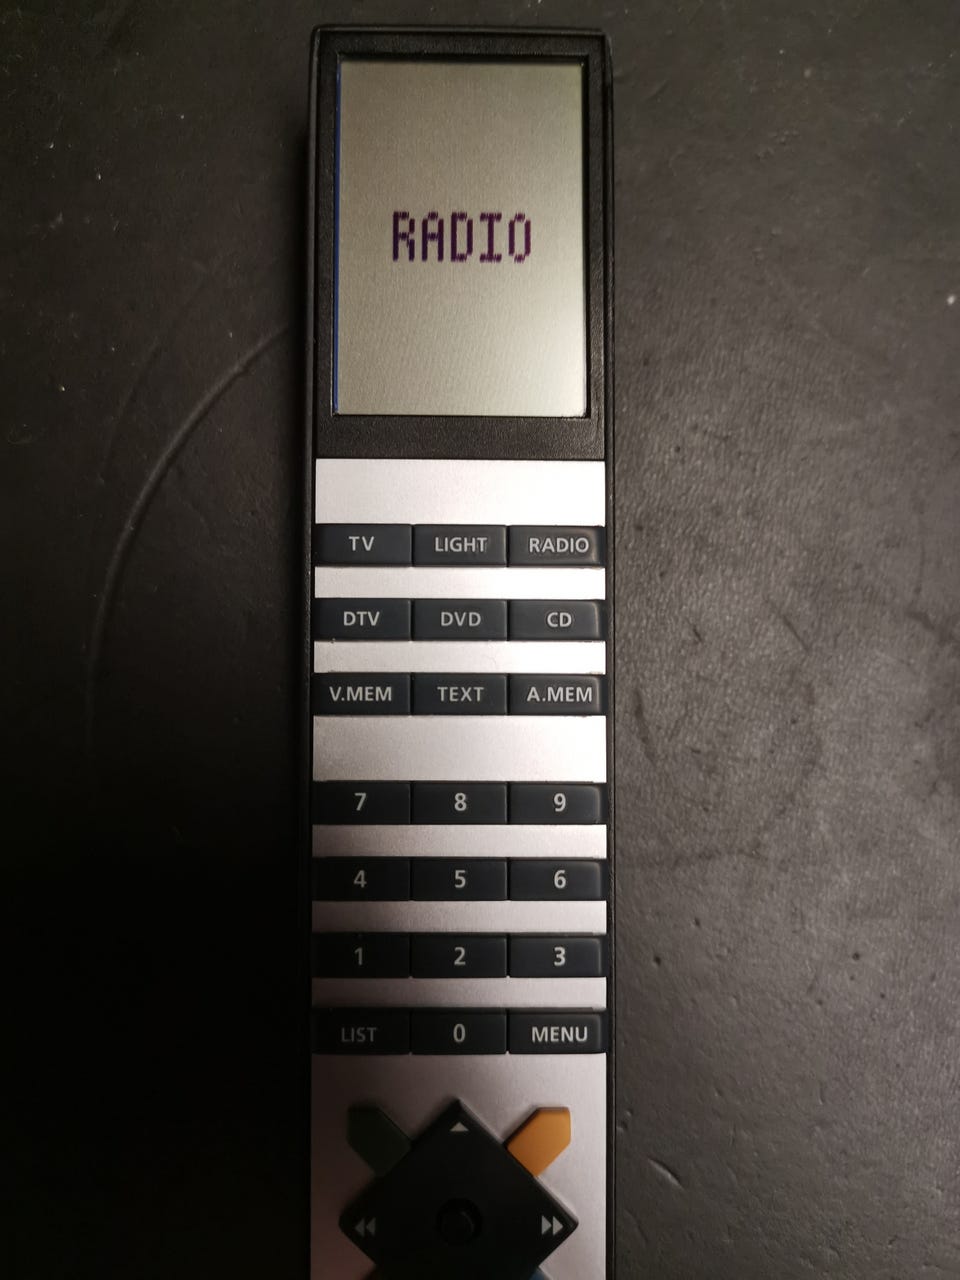 RADIO
TV LIGHT RADIO
DTV DVD CD
V.MEM TEXT A.MEM
7 8 9
4 5 6
1 2 3
LIST 0 MENU